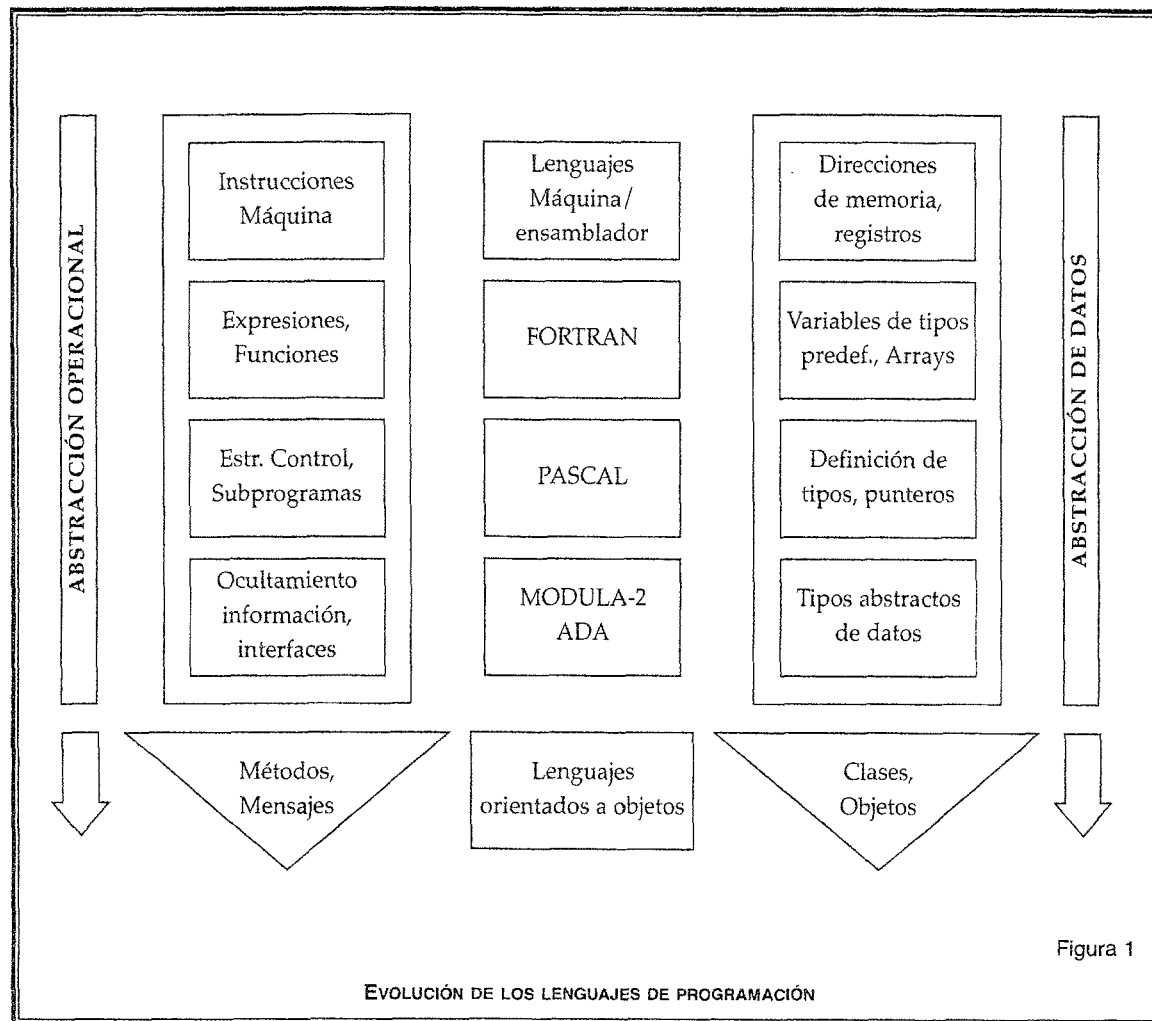 ABSTRACCIÓN OPERACIONAL
Instrucciones
Máquina
Lenguajes
Máquina/
ensamblador
Direcciones
de memoria,
registros
ABSTRACCIÓN DE DATOS
Expresiones,
Funciones
FORTRAN
Variables de tipos
predef., Arrays
Estr. Control,
Subprogramas
PASCAL
Definición de
tipos, punteros
Ocultamiento
información,
interfaces
MODULA-2
ADA
Tipos abstractos
de datos
Métodos,
Mensajes
Lenguajes
orientados a objetos
Clases,
Objetos
Figura 1
EVOLUCIÓN DE LOS LENGUAJES DE PROGRAMACIÓN